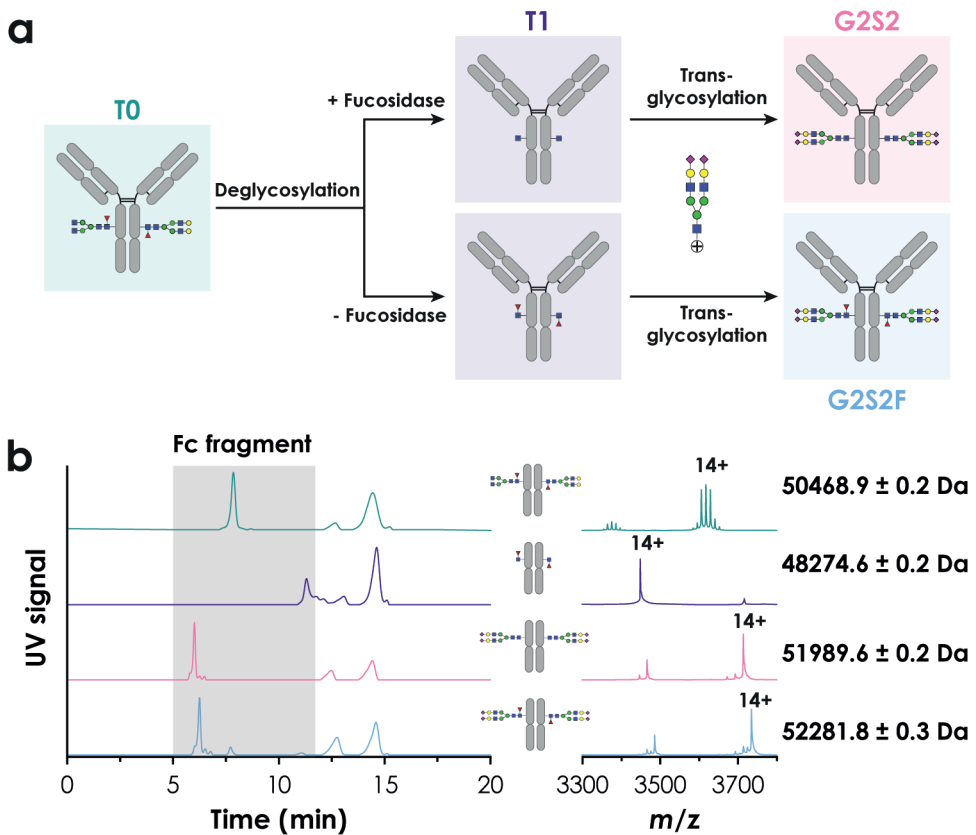 a
T0
Deglycosylation
+ Fucosidase
- Fucosidase
T1
Trans-
glycosylation
Trans-
glycosylation
G2S2
G2S2F
b
Fc fragment
UV signal
14+
50468.9 ± 0.2 Da
14+
48274.6 ± 0.2 Da
14+
51989.6 ± 0.2 Da
14+
52281.8 ± 0.3 Da
0 5 10 15 20
Time (min)
3300 3500 3700
m/z